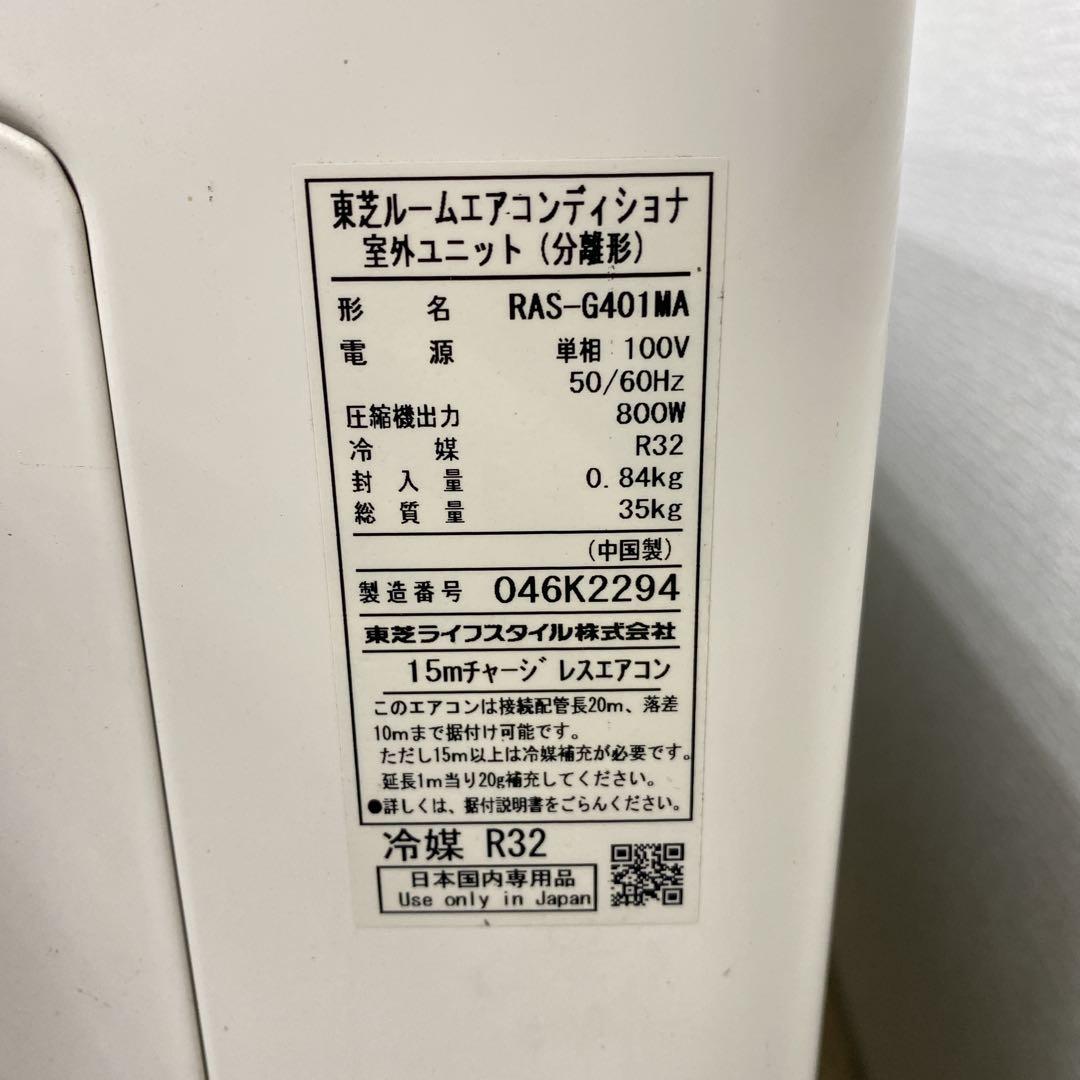 東芝ルームエアコンディショナ
室外ユニット（分離形）
形名 RAS-G401MA
電源 単相 100V
50/60Hz
圧縮機出力 800W
冷媒 R32
封入量 0.84kg
総質量 35kg
（中国製）
製造番号 046K2294
東芝ライフスタイル株式会社
15mチャージレスエアコン
このエアコンは接続配管長20m、落差
10mまで据付け可能です。
ただし15m以上は冷媒補充が必要です。
延長1m当り20g補充してください。
●詳しくは、据付説明書をごらんください。
冷媒 R32
日本国内専用品
Use only in Japan